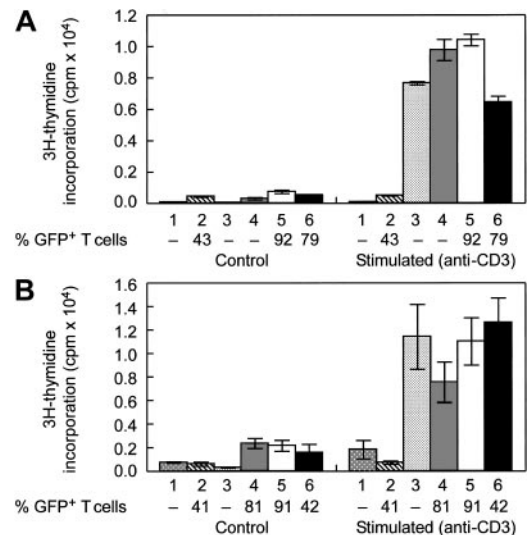 A
3H-thymidine
incorporation (cpm x 10⁴)
1.2
1.0
0.8
0.6
0.4
0.2
0.0
1 2 3 4 5 6 1 2 3 4 5 6
% GFP⁺ T cells – 43 – – 92 79 – 43 – – 92 79
Control Stimulated (anti-CD3)
B
3H-thymidine
incorporation (cpm x 10⁴)
1.6
1.4
1.2
1.0
0.8
0.6
0.4
0.2
0.0
1 2 3 4 5 6 1 2 3 4 5 6
% GFP⁺ T cells – 41 – 81 91 42 – 41 – 81 91 42
Control Stimulated (anti-CD3)